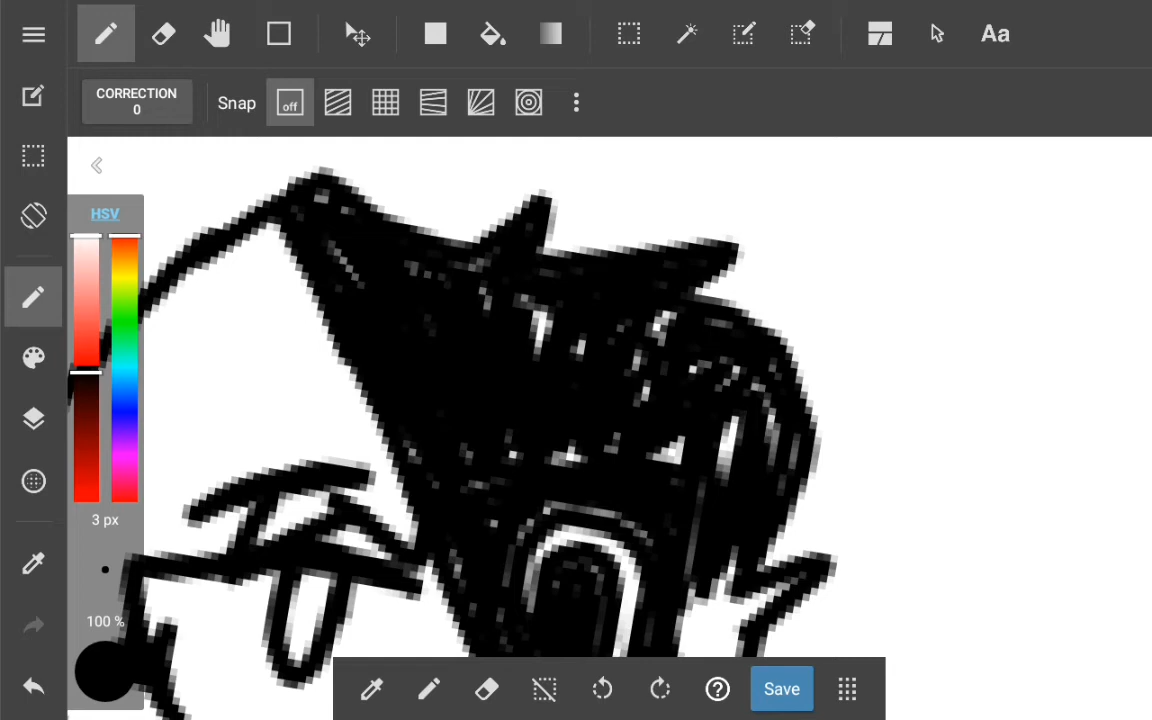 Aa
CORRECTION
0
Snap
off
HSV
3 px
100 %
Save